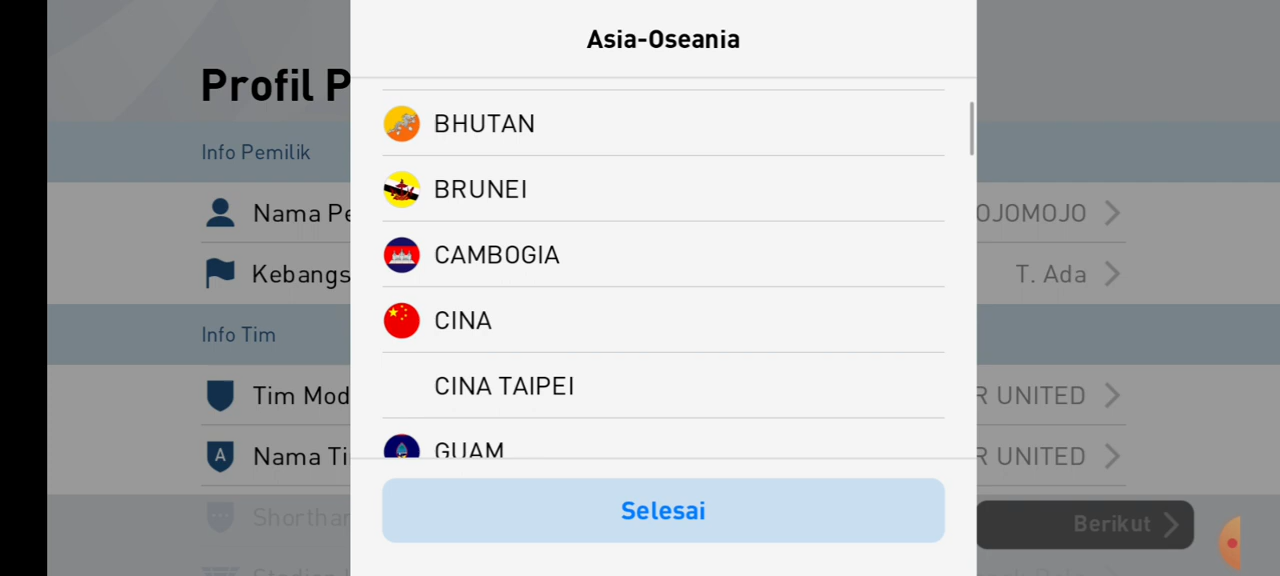 Asia-Oseania
Profil P
BHUTAN
Info Pemilik
BRUNEI
Nama Pe
OJOMOJO
CAMBOGIA
Kebangs
T. Ada
CINA
Info Tim
CINA TAIPEI
Tim Mod
R UNITED
GUAM
Nama Ti
R UNITED
A
Selesai
Shorthan
Berikut